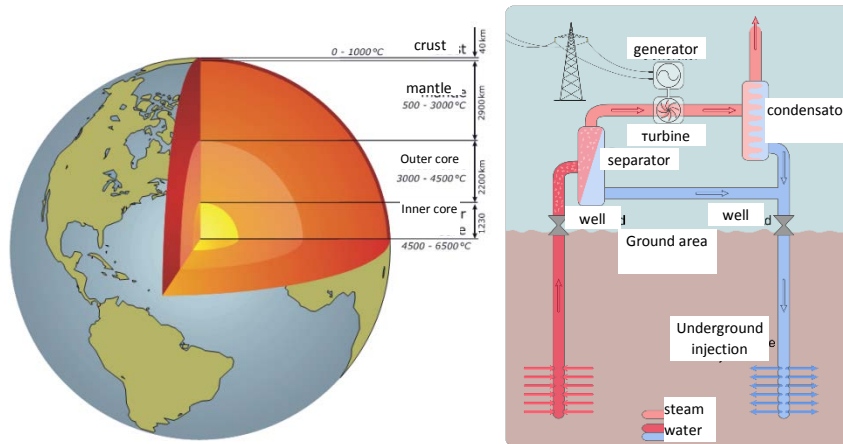 crust
0 - 1000°C
40 km
mantle
500 - 3000°C
2900 km
Outer core
3000 - 4500°C
2200 km
Inner core
4500 - 6500°C
1230
generator
condensato
Turbine
separator
well
well
Ground area
Underground
injection
steam
water